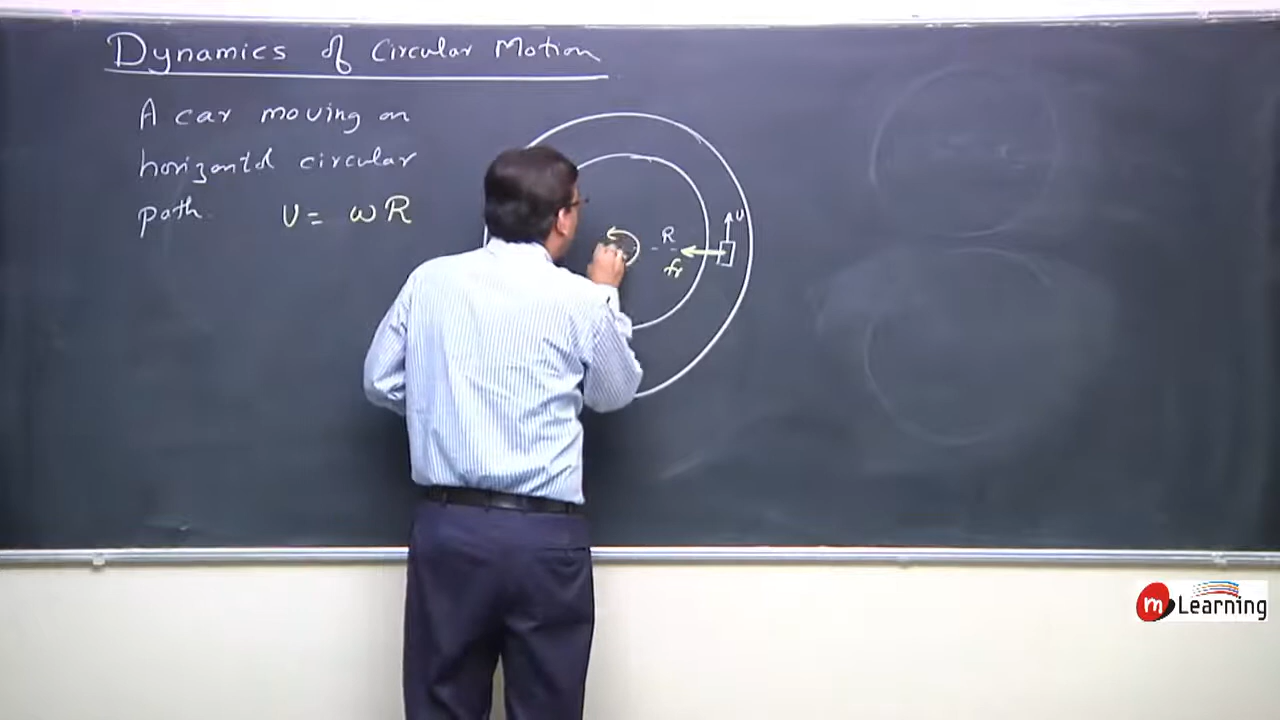 Dynamics of Circular Motion
A car moving on
horizontal circular
path.
v = ωR
v
R
fr
m Learning